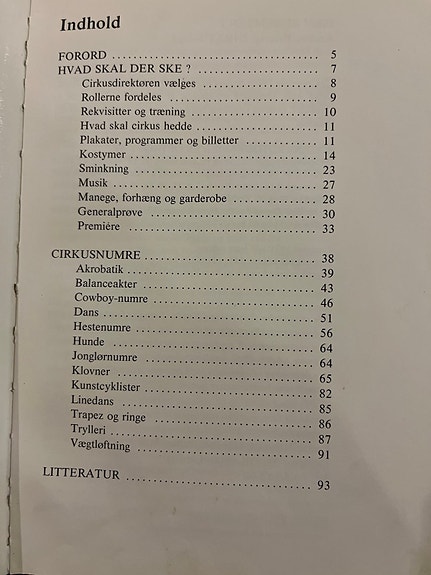 Indhold
FORORD ........................................ 5
HVAD SKAL DER SKE ? ........................ 7
Cirkusdirektøren vælges ........................ 8
Rollerne fordeles ............................ 9
Rekvisitter og træning ........................ 10
Hvad skal cirkus hedde ........................ 11
Plakater, programmer og billetter ................ 11
Kostymer .................................... 14
Sminkning .................................... 23
Musik ........................................ 27
Manege, forhæng og garderobe ................ 28
Generalprøve ................................ 30
Premiére .................................... 33
CIRKUSNUMRE ................................ 38
Akrobatik .................................... 39
Balanceakter ................................ 43
Cowboy-numre ................................ 46
Dans ........................................ 51
Hestenumre .................................... 56
Hunde ........................................ 64
Jonglørnumre ................................ 64
Klovner ........................................ 65
Kunstcyklister ................................ 82
Linedans .................................... 85
Trapez og ringe ................................ 86
Trylleri .................................... 87
Vægtløftning ................................ 91
LITTERATUR .................................... 93